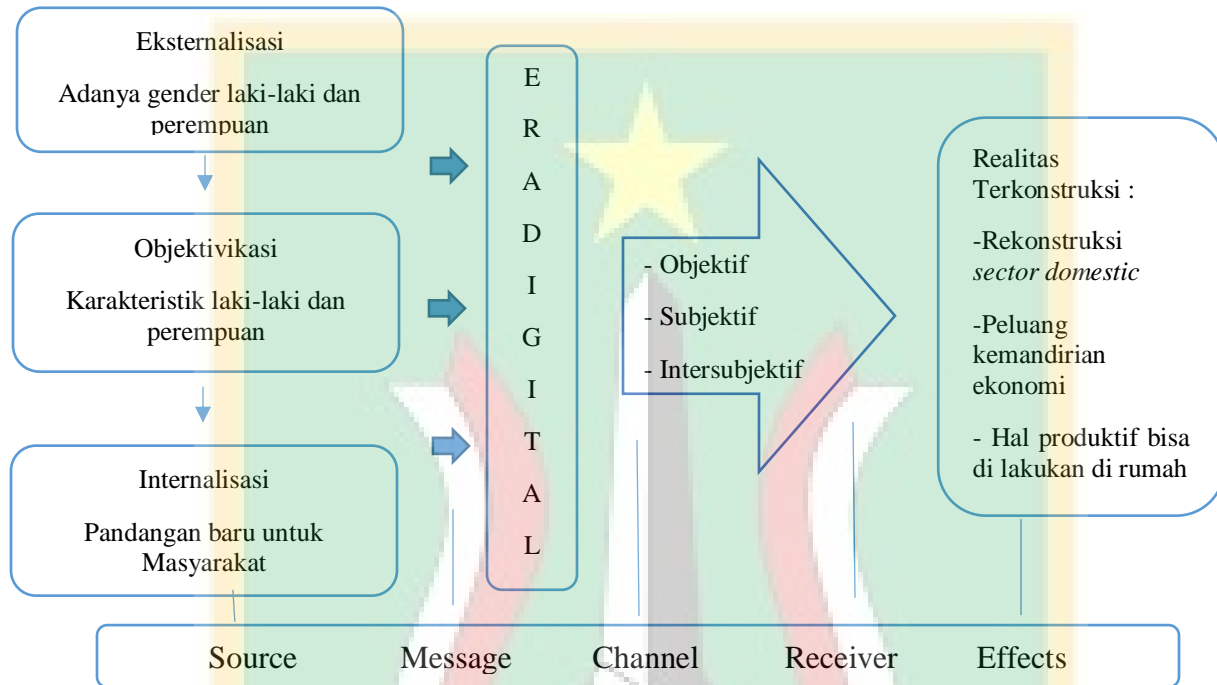 Eksternalisasi
Adanya gender laki-laki dan
perempuan
Objektivikasi
Karakteristik laki-laki dan
perempuan
Internalisasi
Pandangan baru untuk
Masyarakat
E
R
A
D
I
G
I
T
A
L
- Objektif
- Subjektif
- Intersubjektif
Realitas
Terkonstruksi :
-Rekonstruksi
sector domestic
-Peluang
kemandirian
ekonomi
- Hal produktif bisa
di lakukan di rumah
Source Message Channel Receiver Effects